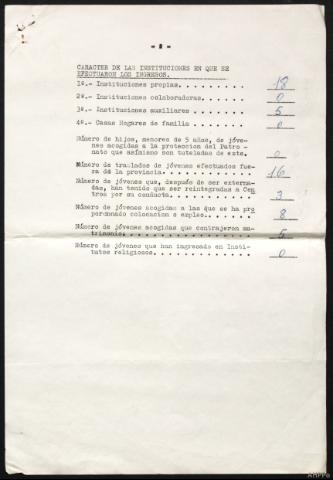 - 2 -
CARACTER DE LAS INSTITUCIONES EN QUE SE
EFECTUARON LOS INGRESOS.
1º.- Instituciones propias. . . . . . . . . 18
2º.- Instituciones colaboradoras. . . . . . 0
3º.- Instituciones auxiliares . . . . . . . 5
4º.- Casas Hogares de familia . . . . . . . 0
Número de hijos, menores de 5 años, de jóve-
nes acogidas a la protección del Patro-
nato que asímismo son tuteladas de este. 0
Número de traslados de jóvenes efectuados fue-
ra de la provincia. . . . . . . . . . . 16
Número de jóvenes que, después de ser externa-
das, han tenido que ser reintegradas a Cen
tros por su conducta. . . . . . . . . . 3
Número de jóvenes acogidas a las que se ha pro
porcionado colocación o empleo. . . . . 8
Número de jóvenes acogidas que contrajeron ma-
trimonio. . . . . . . . . . . . . . . . 5
Número de jóvenes que han ingresado en Insti-
tutos religiosos. . . . . . . . . . . . 0